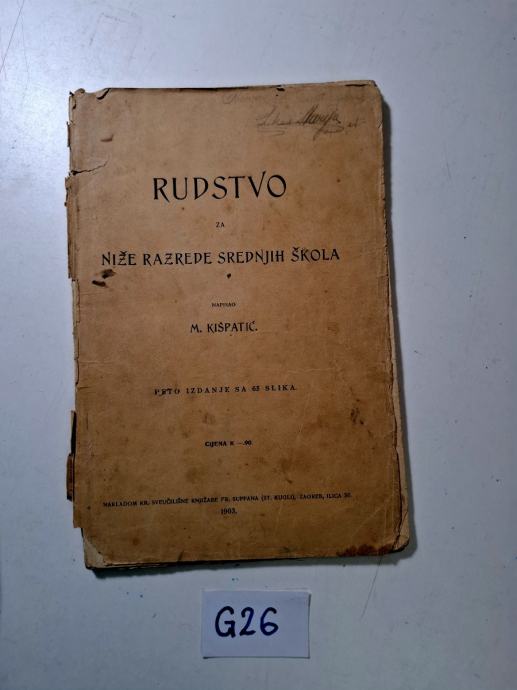 RUDSTVO
ZA
NIŽE RAZREDE SREDNJIH ŠKOLA
NAPISAO
M. KIŠPATIĆ.
PETO IZDANJE SA 63 SLIKA.
CIJENA K —.90
NAKLADOM KR. SVEUČILIŠNE KNJIŽARE FR. SUPPANA (ST. KUGLI), ZAGREB, ILICA 30.
1903.
G26